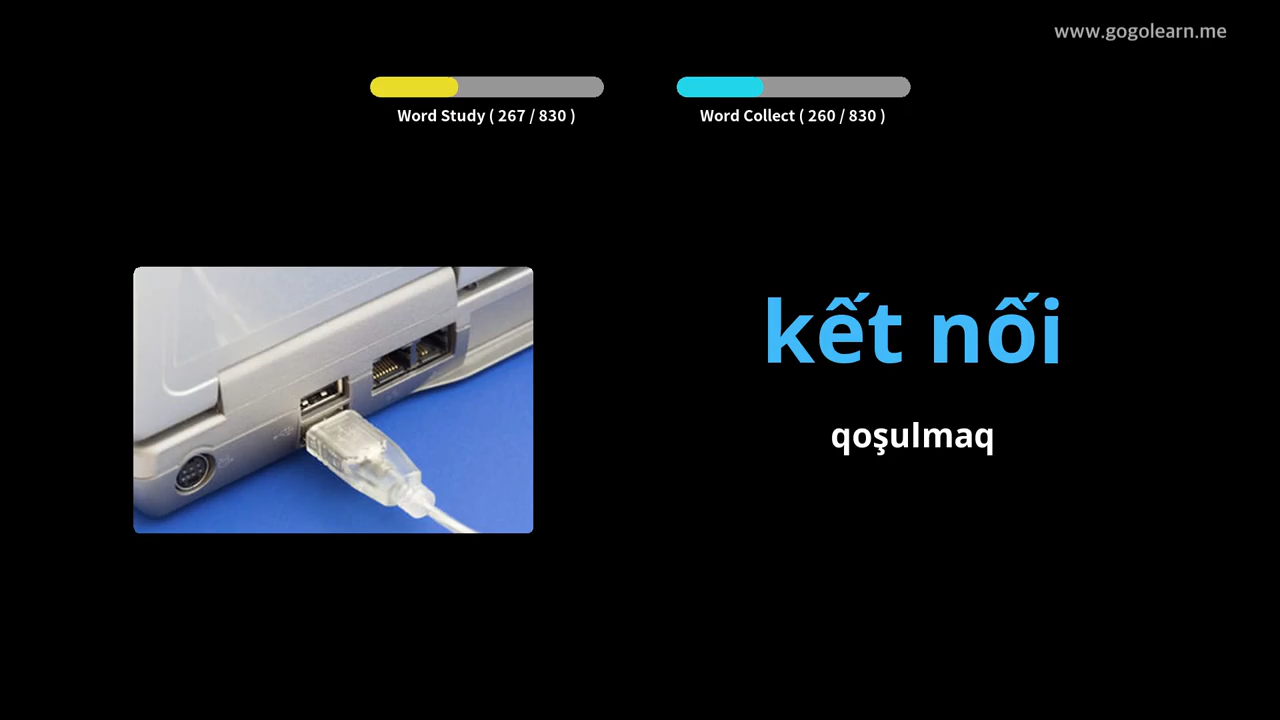 www.gogolearn.me
Word Study ( 267 / 830 )
Word Collect ( 260 / 830 )
kết nối
qoşulmaq